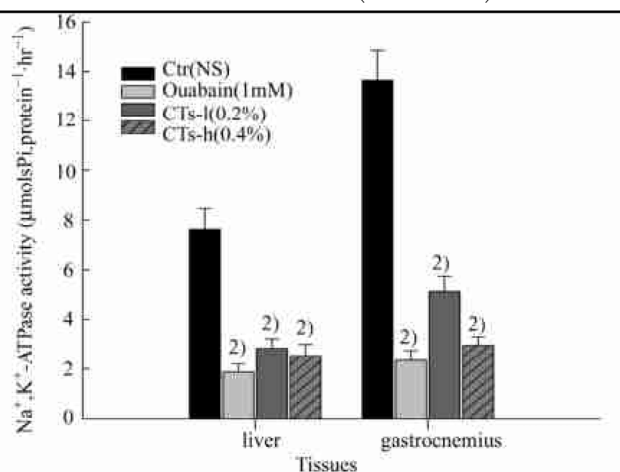 16
14
12
10
8
6
4
2
0
Na⁺,K⁺-ATPase activity (μmolsPi.protein⁻¹·hr⁻¹)
Ctr(NS)
Ouabain(1mM)
CTs-l(0.2%)
CTs-h(0.4%)
2)
2)
2)
2)
2)
2)
liver
gastrocnemius
Tissues